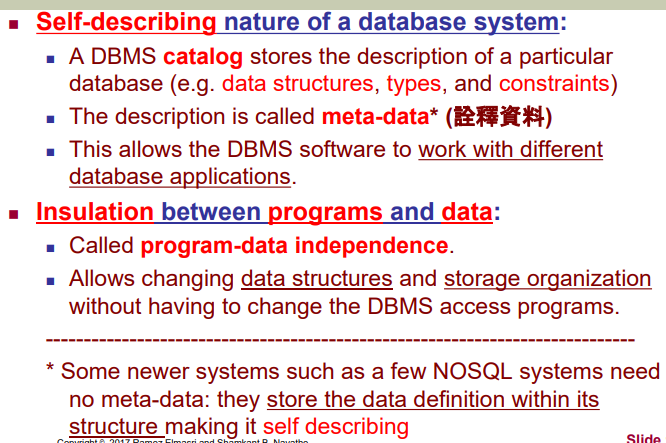 Self-describing nature of a database system:
A DBMS catalog stores the description of a particular
database (e.g. data structures, types, and constraints)
The description is called meta-data* (詮釋資料)
This allows the DBMS software to work with different
database applications.
Insulation between programs and data:
Called program-data independence.
Allows changing data structures and storage organization
without having to change the DBMS access programs.
-----------------------------------------------------------------------------
* Some newer systems such as a few NOSQL systems need
no meta-data: they store the data definition within its
structure making it self describing
Copyright © 2017 Ramez Elmasri and Shamkant B. Navathe
Slide